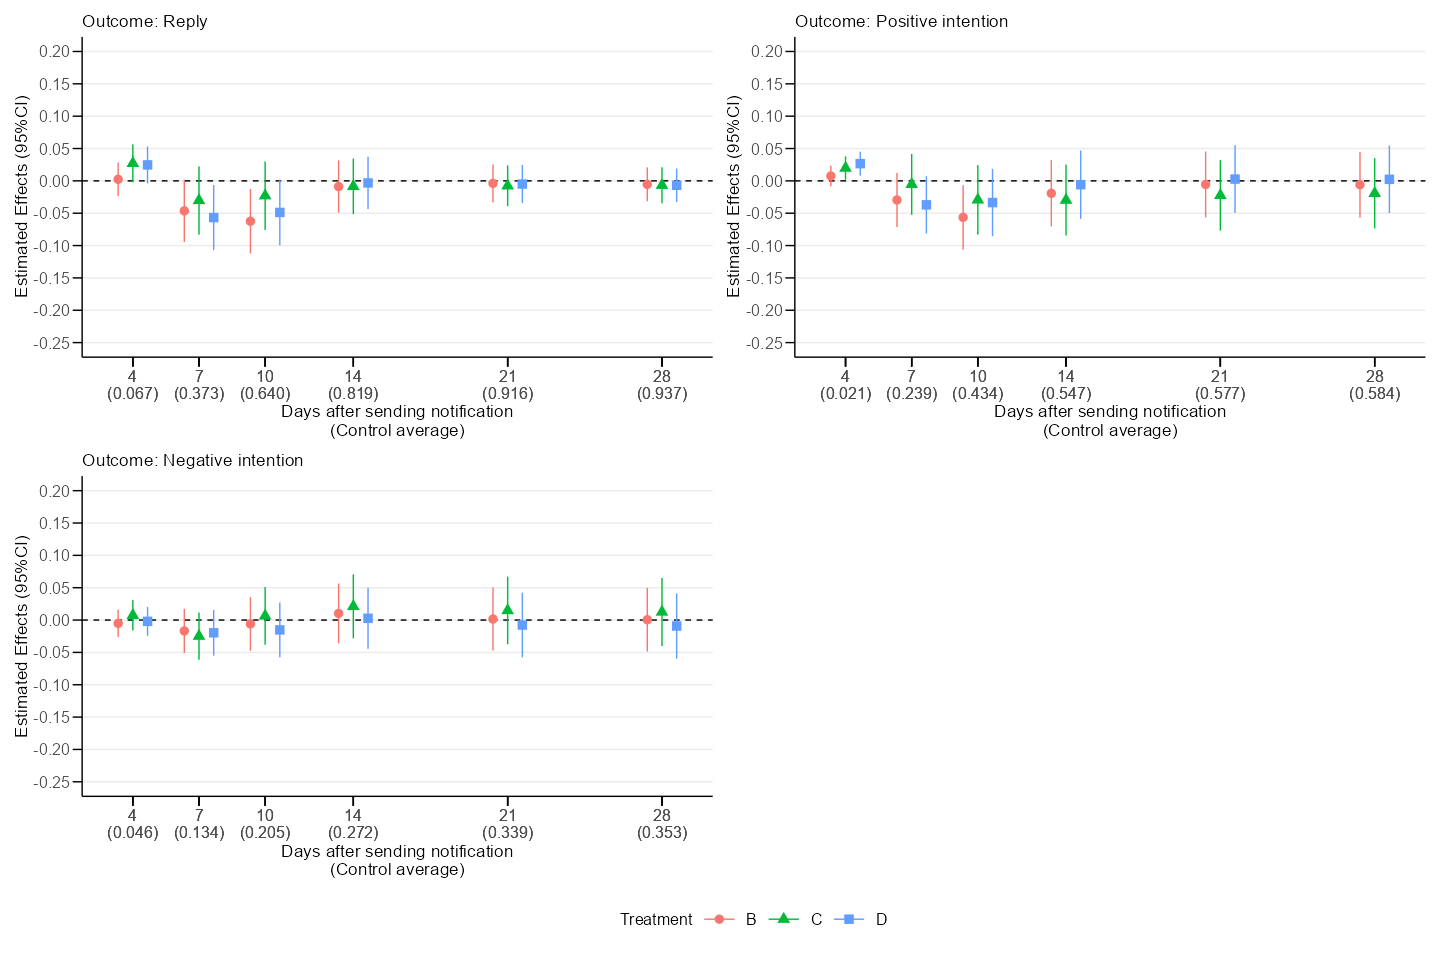 Outcome: Reply
Estimated Effects (95%CI)
0.20
0.15
0.10
0.05
0.00
-0.05
-0.10
-0.15
-0.20
-0.25
4 7 10 14 21 28
(0.067) (0.373) (0.640) (0.819) (0.916) (0.937)
Days after sending notification
(Control average)
Outcome: Positive intention
Estimated Effects (95%CI)
0.20
0.15
0.10
0.05
0.00
-0.05
-0.10
-0.15
-0.20
-0.25
4 7 10 14 21 28
(0.021) (0.239) (0.434) (0.547) (0.577) (0.584)
Days after sending notification
(Control average)
Outcome: Negative intention
Estimated Effects (95%CI)
0.20
0.15
0.10
0.05
0.00
-0.05
-0.10
-0.15
-0.20
-0.25
4 7 10 14 21 28
(0.046) (0.134) (0.205) (0.272) (0.339) (0.353)
Days after sending notification
(Control average)
Treatment B C D